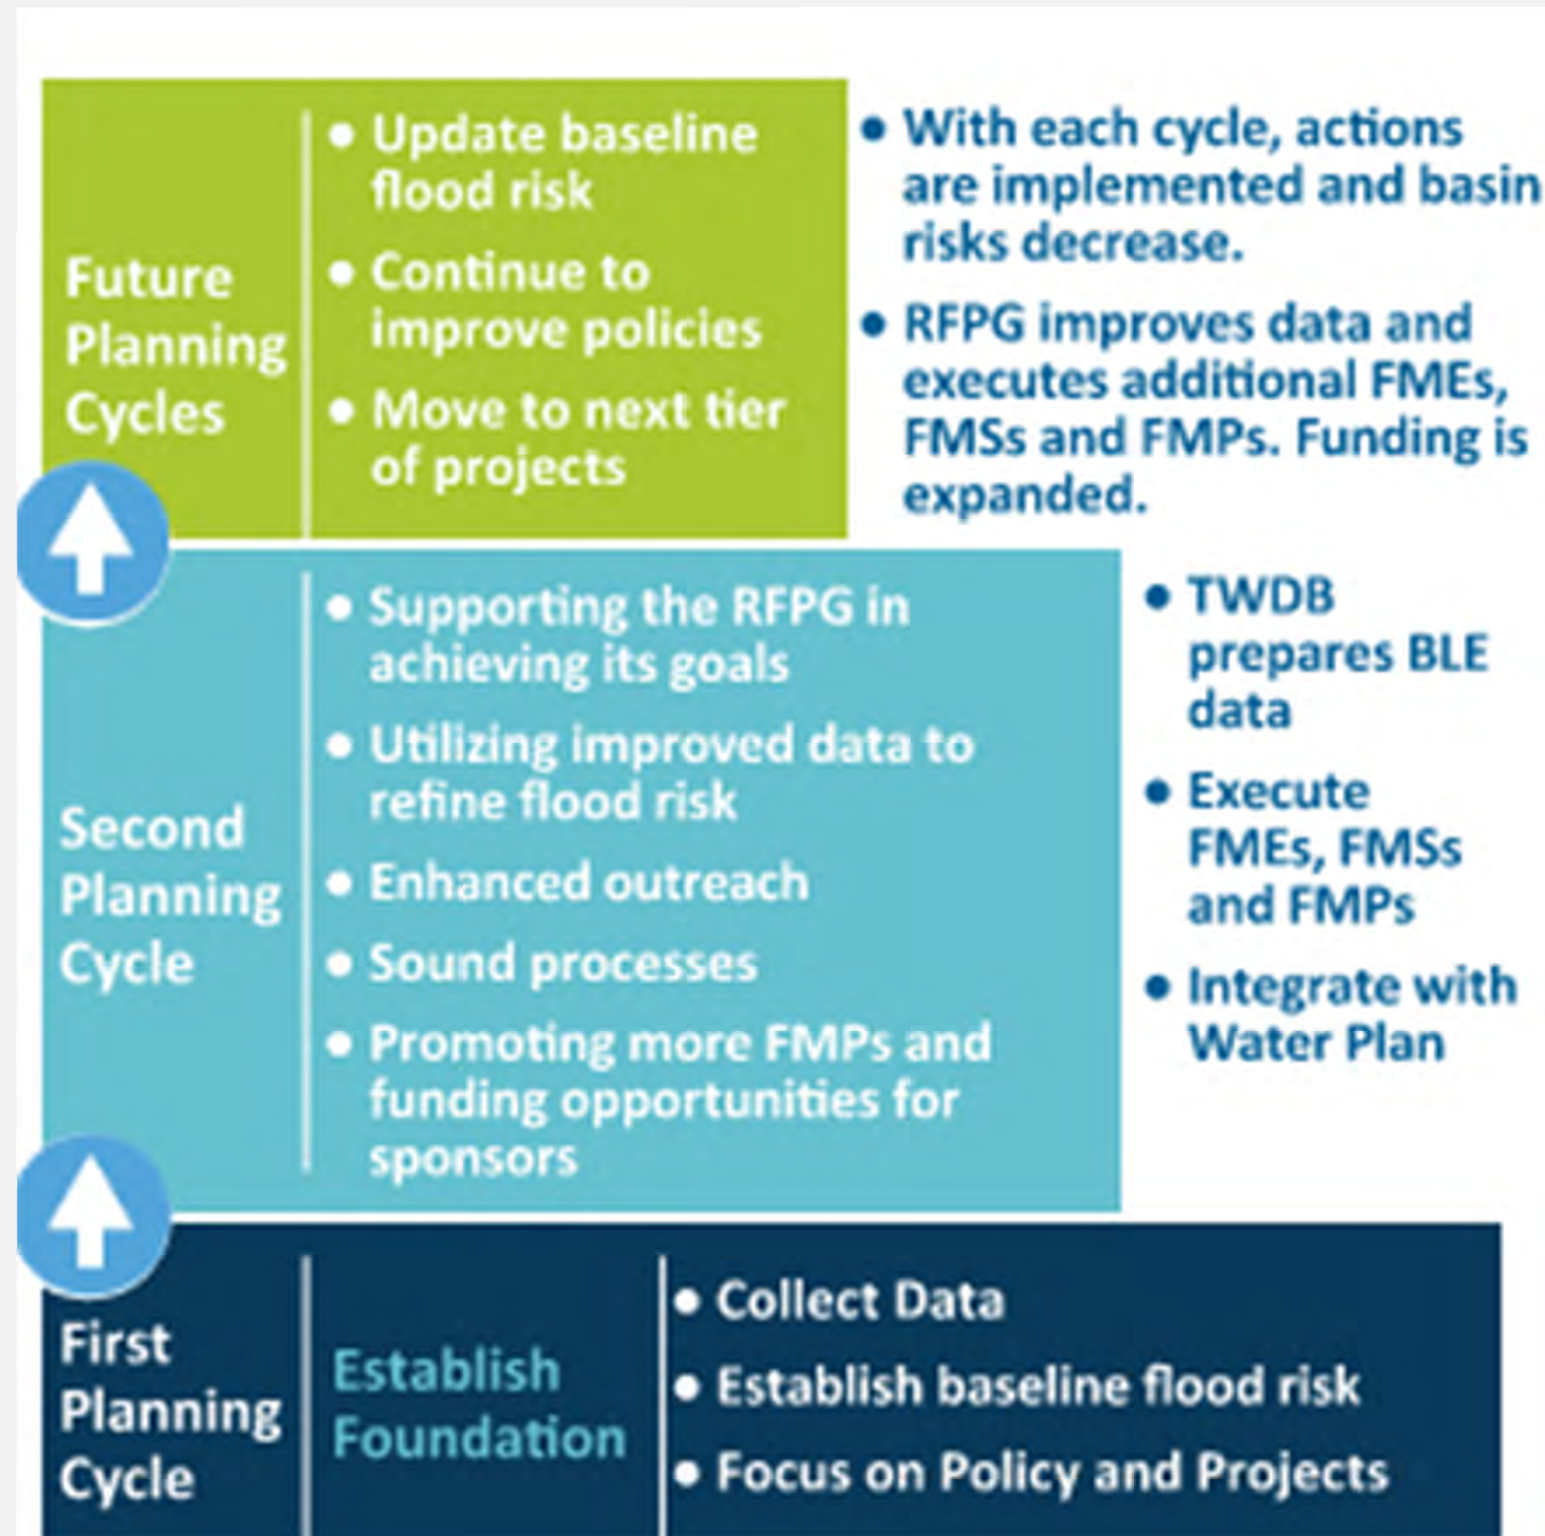 Future
Planning
Cycles
● Update baseline
flood risk
● Continue to
improve policies
● Move to next tier
of projects
● With each cycle, actions
are implemented and basin
risks decrease.
● RFPG improves data and
executes additional FMEs,
FMSs and FMPs. Funding is
expanded.
Second
Planning
Cycle
● Supporting the RFPG in
achieving its goals
● Utilizing improved data to
refine flood risk
● Enhanced outreach
● Sound processes
● Promoting more FMPs and
funding opportunities for
sponsors
● TWDB
prepares BLE
data
● Execute
FMEs, FMSs
and FMPs
● Integrate with
Water Plan
First
Planning
Cycle
Establish
Foundation
● Collect Data
● Establish baseline flood risk
● Focus on Policy and Projects